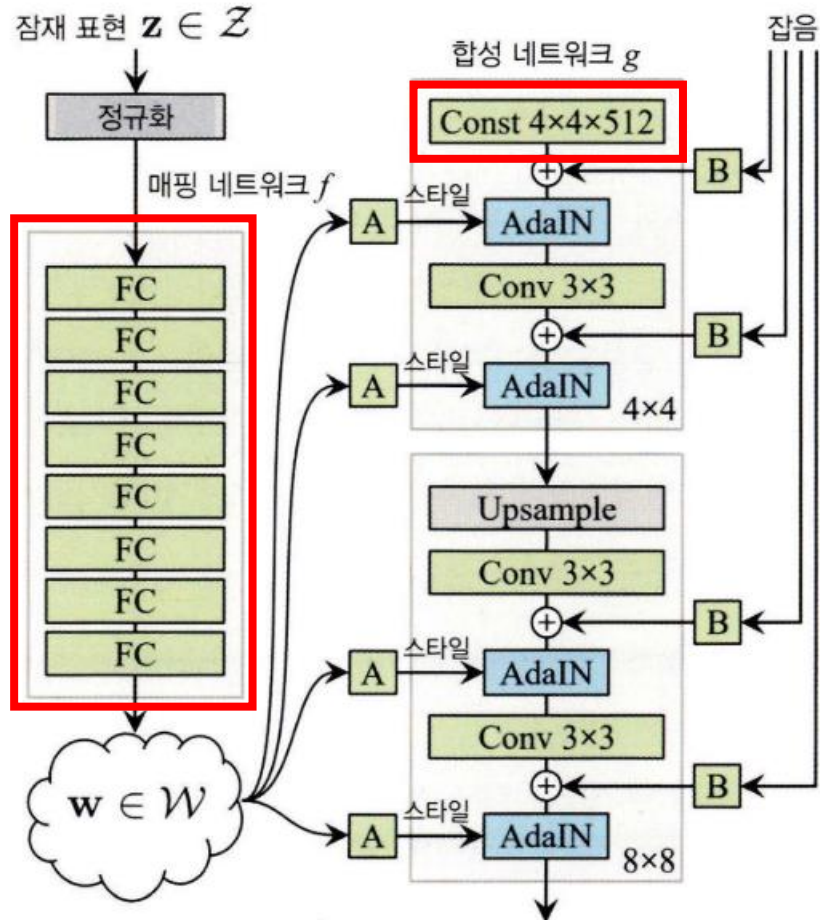 잠재 표현 z ∈ Z
정규화
매핑 네트워크 f
FC
FC
FC
FC
FC
FC
FC
FC
w ∈ W
합성 네트워크 g
잡음
Const 4×4×512
B
A
스타일
AdaIN
Conv 3×3
B
A
스타일
AdaIN
4×4
Upsample
Conv 3×3
B
A
스타일
AdaIN
Conv 3×3
B
A
스타일
AdaIN
8×8